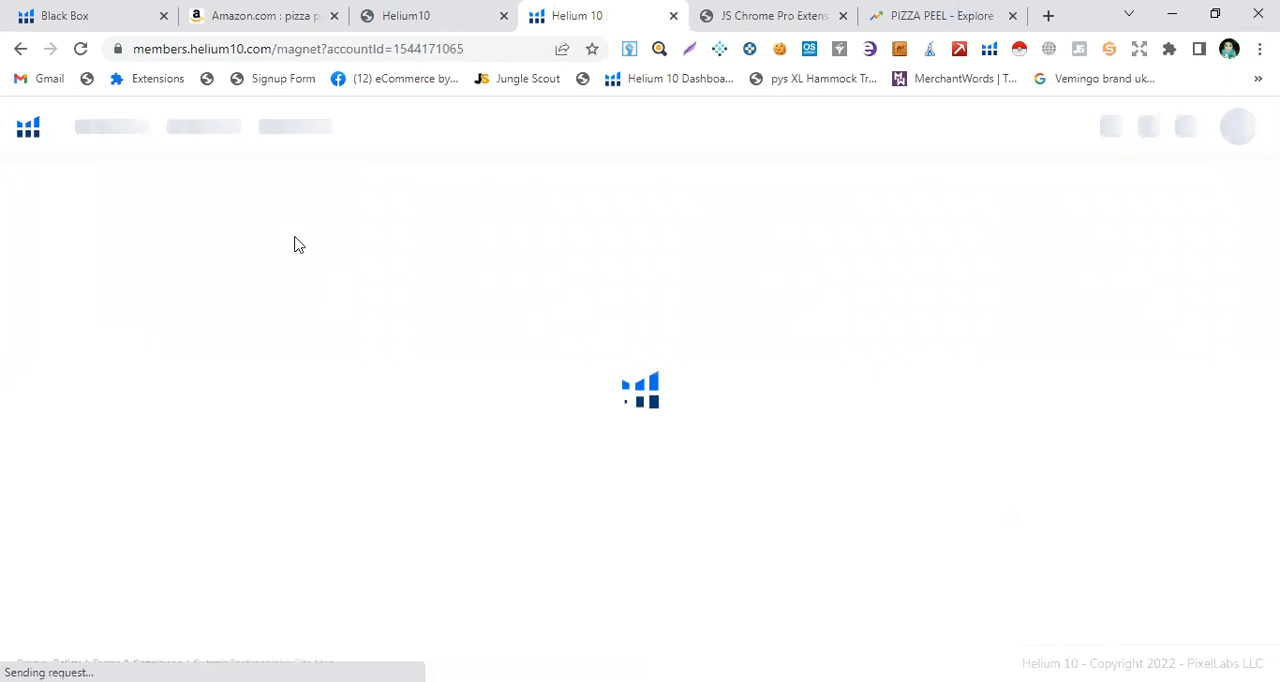 Black Box
Amazon.com : pizza p
Helium10
Helium 10
JS Chrome Pro Extens
PIZZA PEEL - Explore
members.helium10.com/magnet?accountId=1544171065
Gmail
Extensions
Signup Form
(12) eCommerce by...
Jungle Scout
Helium 10 Dashboa...
pys XL Hammock Tr...
MerchantWords | T...
Vemingo brand uk...
»
Sending request...
Helium 10 - Copyright 2022 - PixelLabs LLC